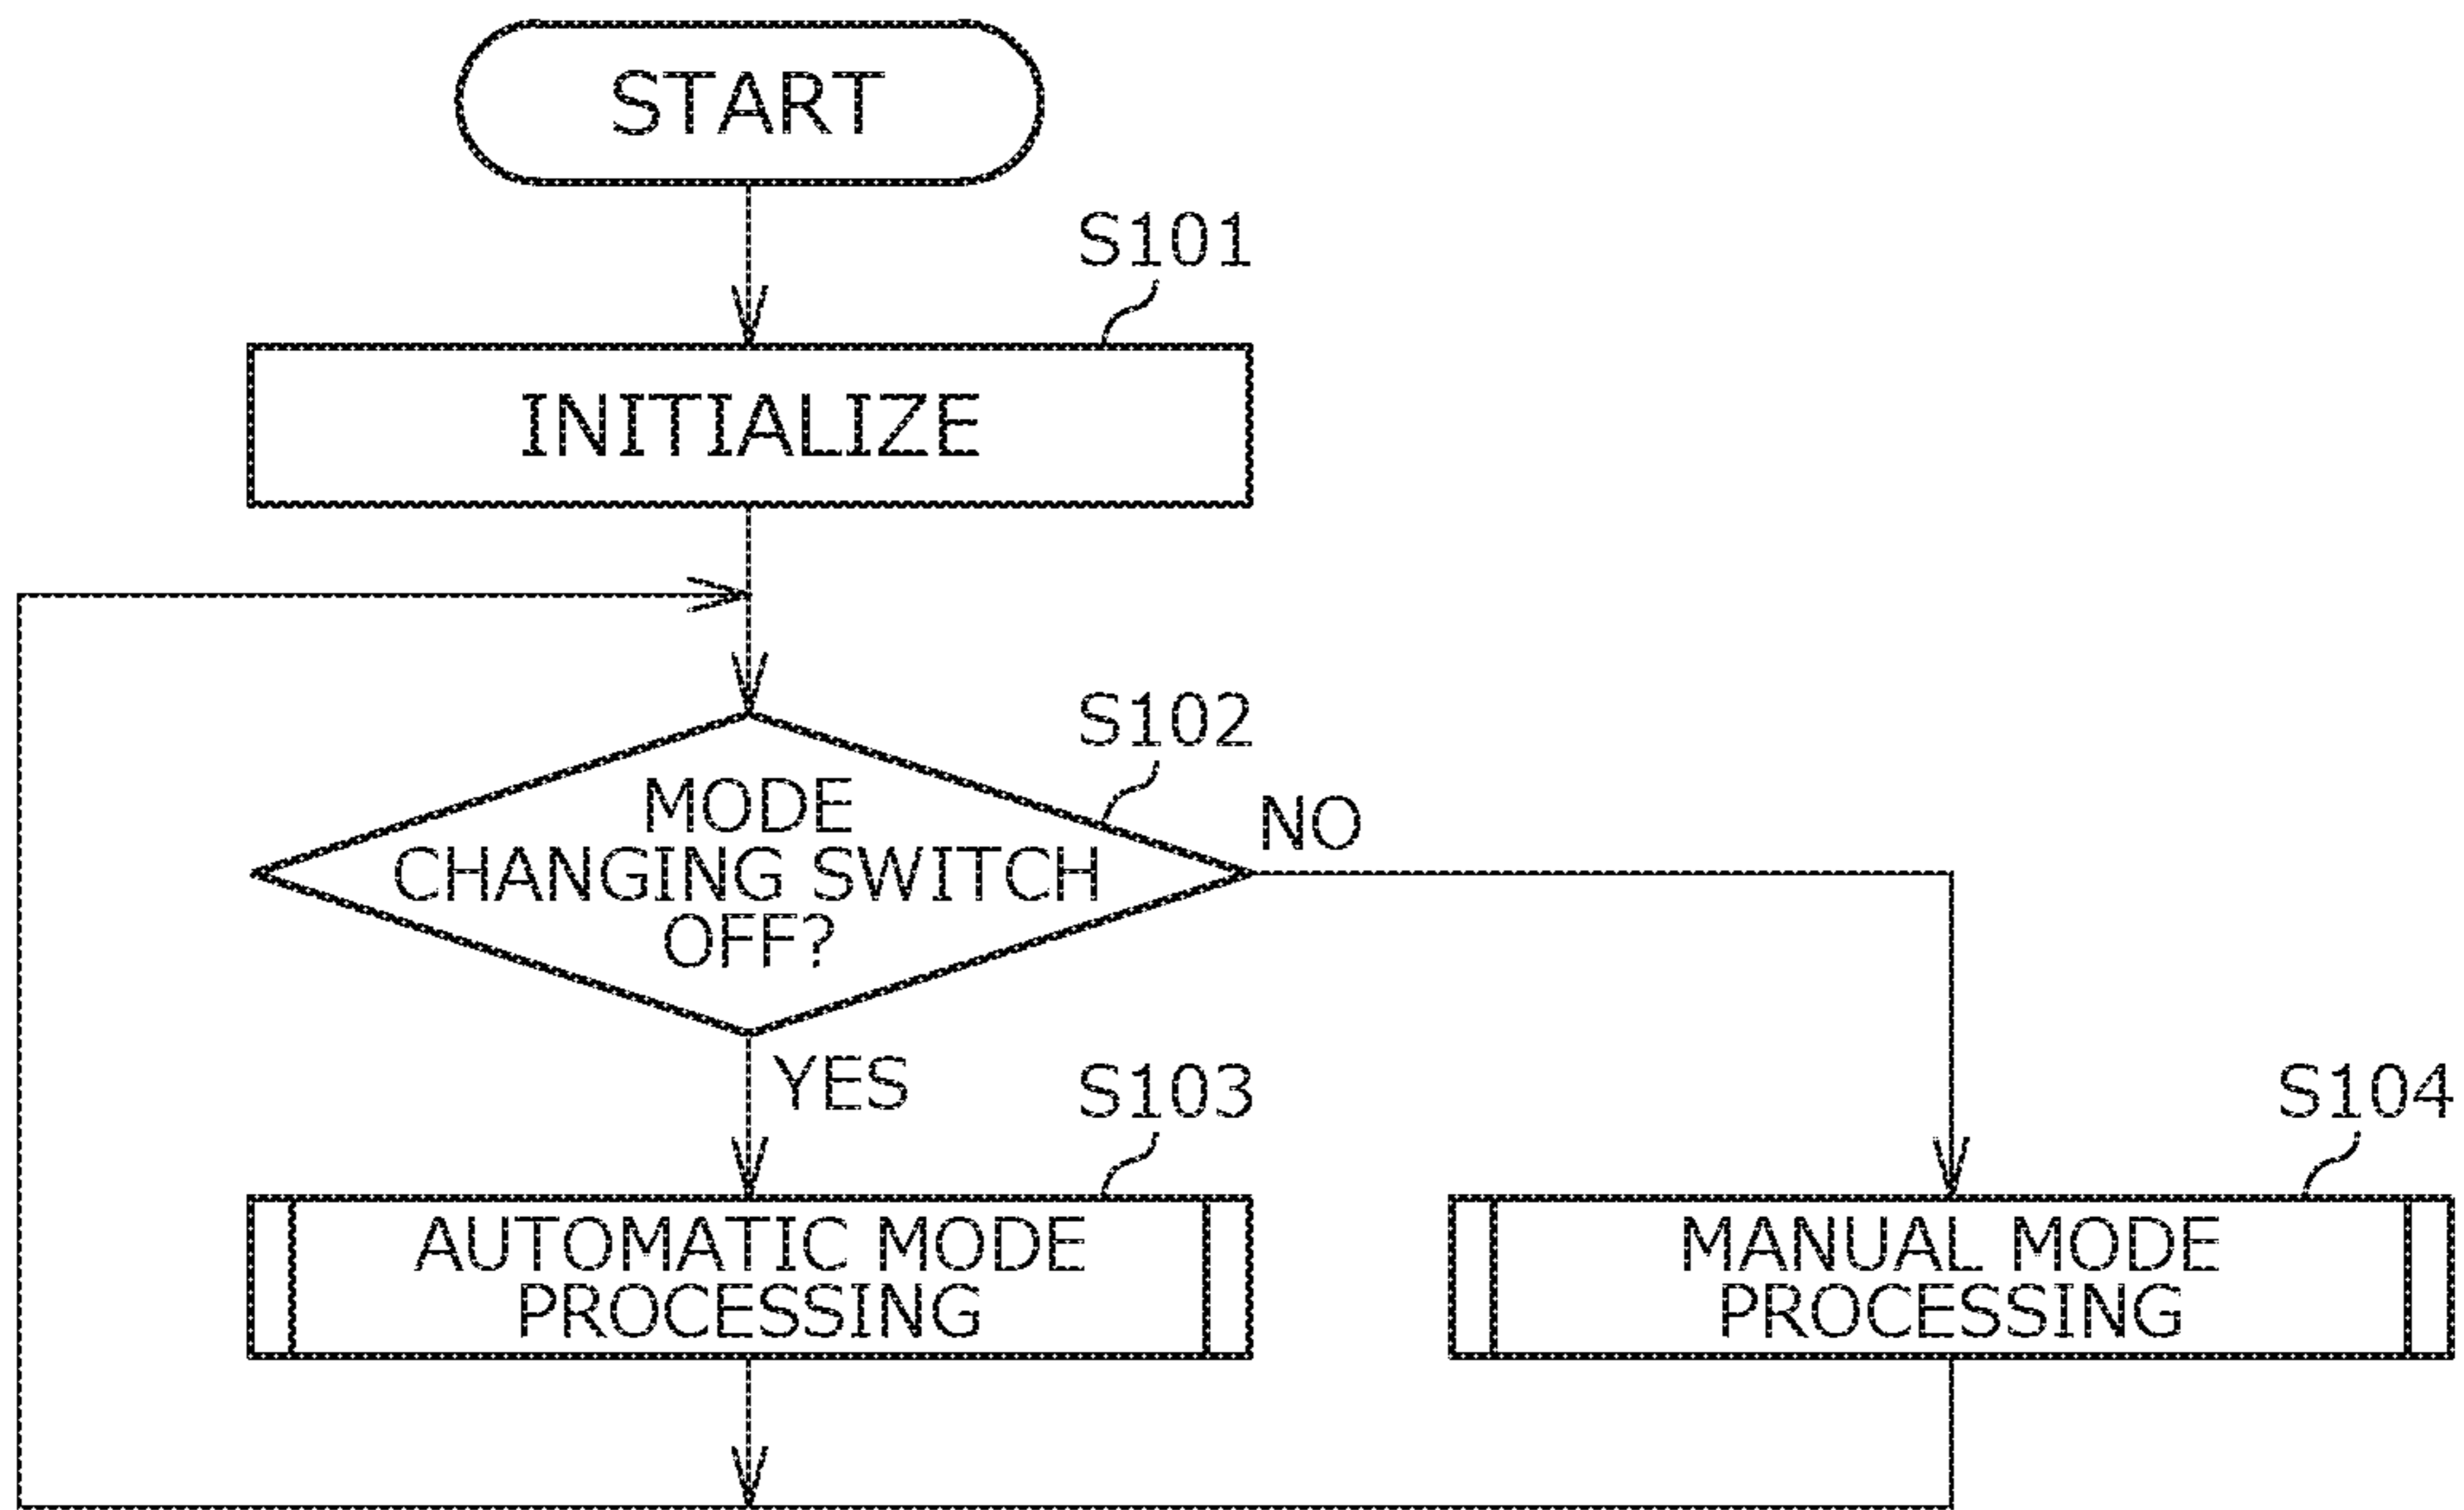 START
S101
INITIALIZE
S102
MODE
CHANGING SWITCH
OFF?
NO
YES
S103
S104
AUTOMATIC MODE
PROCESSING
MANUAL MODE
PROCESSING